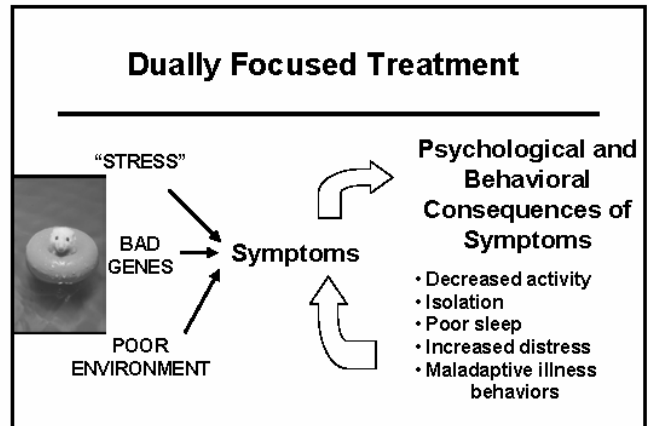 Dually Focused Treatment
“STRESS”
BAD
GENES
POOR
ENVIRONMENT
Symptoms
Psychological and
Behavioral
Consequences of
Symptoms
• Decreased activity
• Isolation
• Poor sleep
• Increased distress
• Maladaptive illness
behaviors